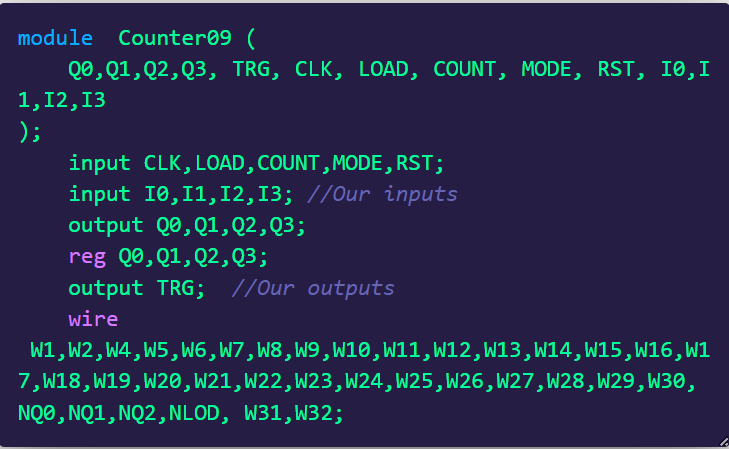 module  Counter09 (
    Q0,Q1,Q2,Q3, TRG, CLK, LOAD, COUNT, MODE, RST, I0,I
1,I2,I3
);
    input CLK,LOAD,COUNT,MODE,RST;
    input I0,I1,I2,I3; //Our inputs
    output Q0,Q1,Q2,Q3;
    reg Q0,Q1,Q2,Q3;
    output TRG;  //Our outputs
    wire
 W1,W2,W4,W5,W6,W7,W8,W9,W10,W11,W12,W13,W14,W15,W16,W1
7,W18,W19,W20,W21,W22,W23,W24,W25,W26,W27,W28,W29,W30,
NQ0,NQ1,NQ2,NLOD, W31,W32;